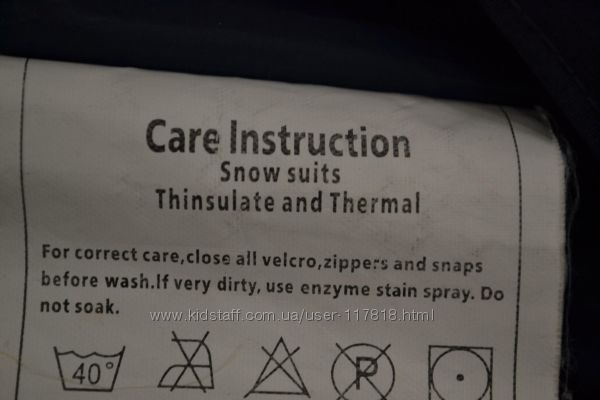 Care Instruction
Snow suits
Thinsulate and Thermal
For correct care,close all velcro,zippers and snaps
before wash.If very dirty, use enzyme stain spray. Do
not soak.
www.kidstaff.com.ua/user-117818.html
40°
P